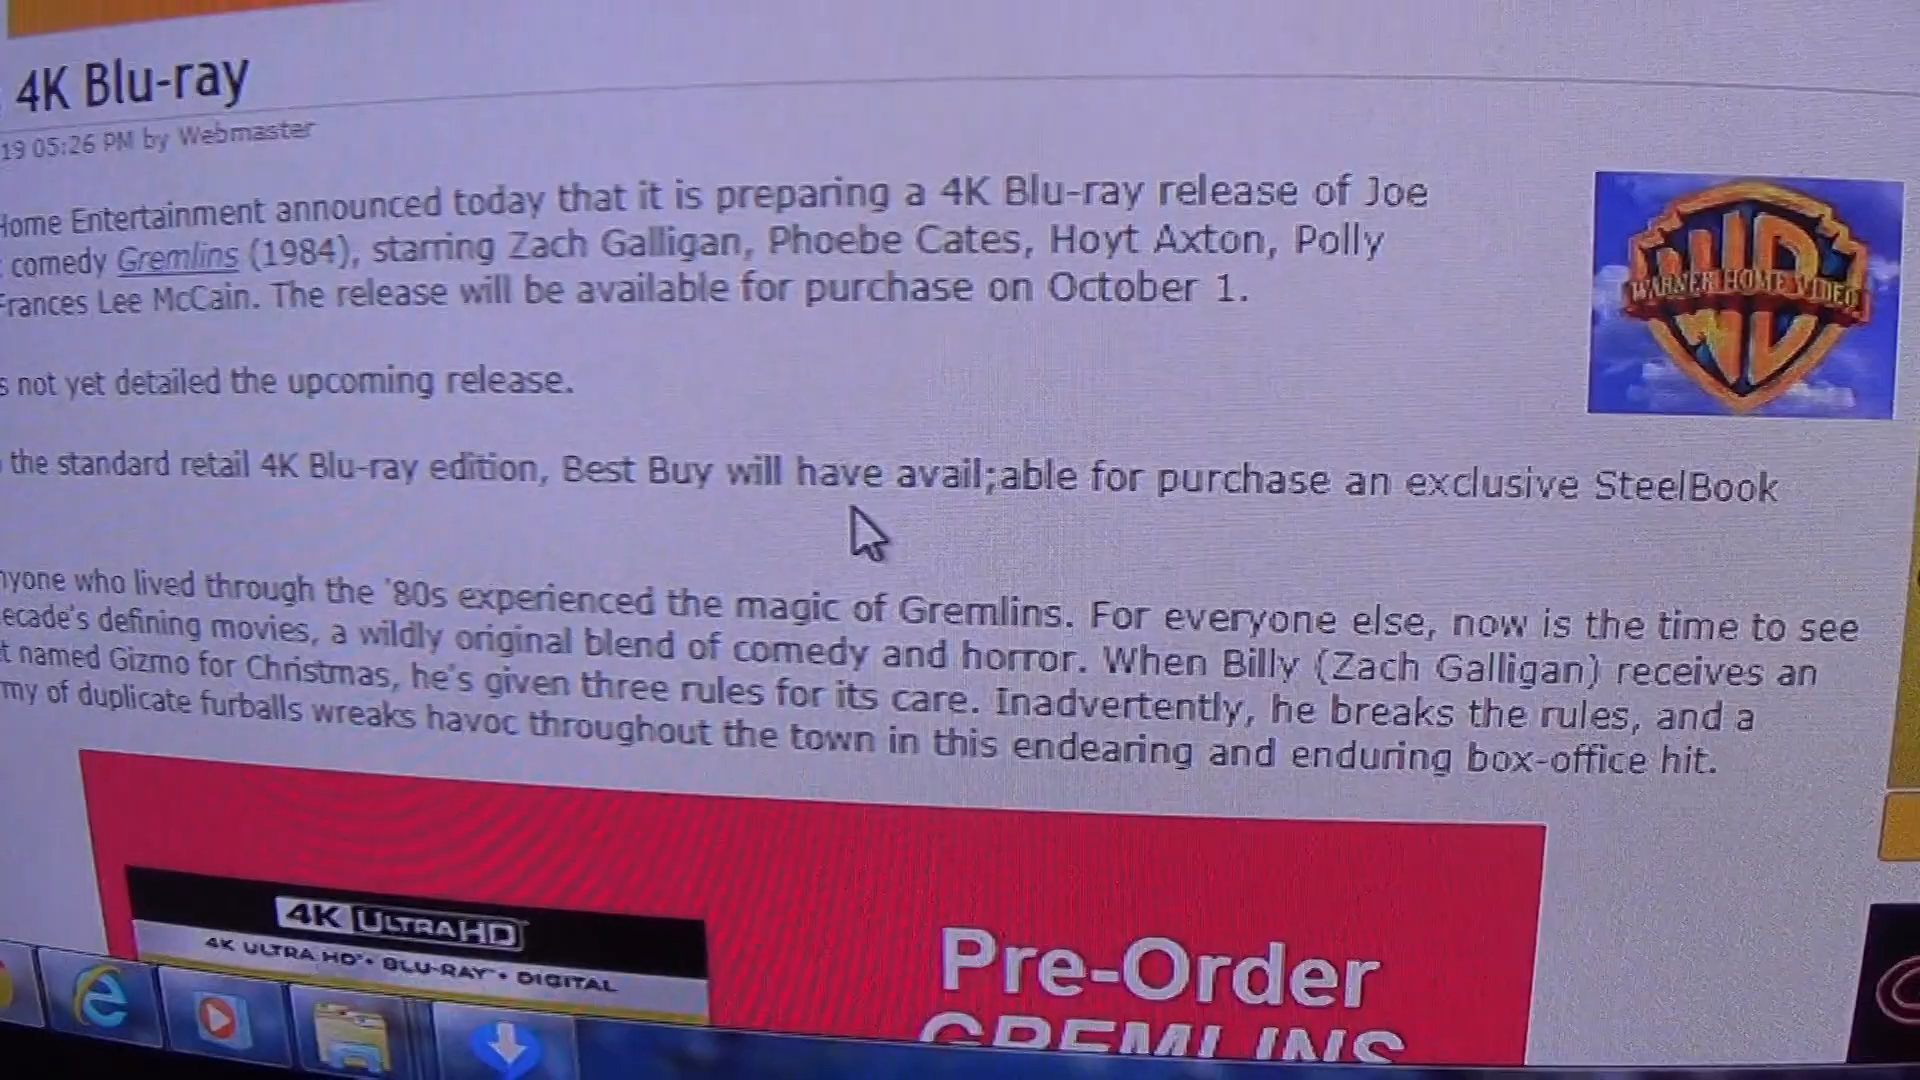 4K Blu-ray
19 05:26 PM by Webmaster
Home Entertainment announced today that it is preparing a 4K Blu-ray release of Joe
comedy Gremlins (1984), starring Zach Galligan, Phoebe Cates, Hoyt Axton, Polly
Frances Lee McCain. The release will be available for purchase on October 1.
WARNER HOME VIDEO
s not yet detailed the upcoming release.
the standard retail 4K Blu-ray edition, Best Buy will have avail;able for purchase an exclusive SteelBook
nyone who lived through the '80s experienced the magic of Gremlins. For everyone else, now is the time to see
ecade's defining movies, a wildly original blend of comedy and horror. When Billy (Zach Galligan) receives an
t named Gizmo for Christmas, he's given three rules for its care. Inadvertently, he breaks the rules, and a
my of duplicate furballs wreaks havoc throughout the town in this endearing and enduring box-office hit.
4K ULTRA HD
4K ULTRA HD • BLU-RAY • DIGITAL
Pre-Order
GREMLINS